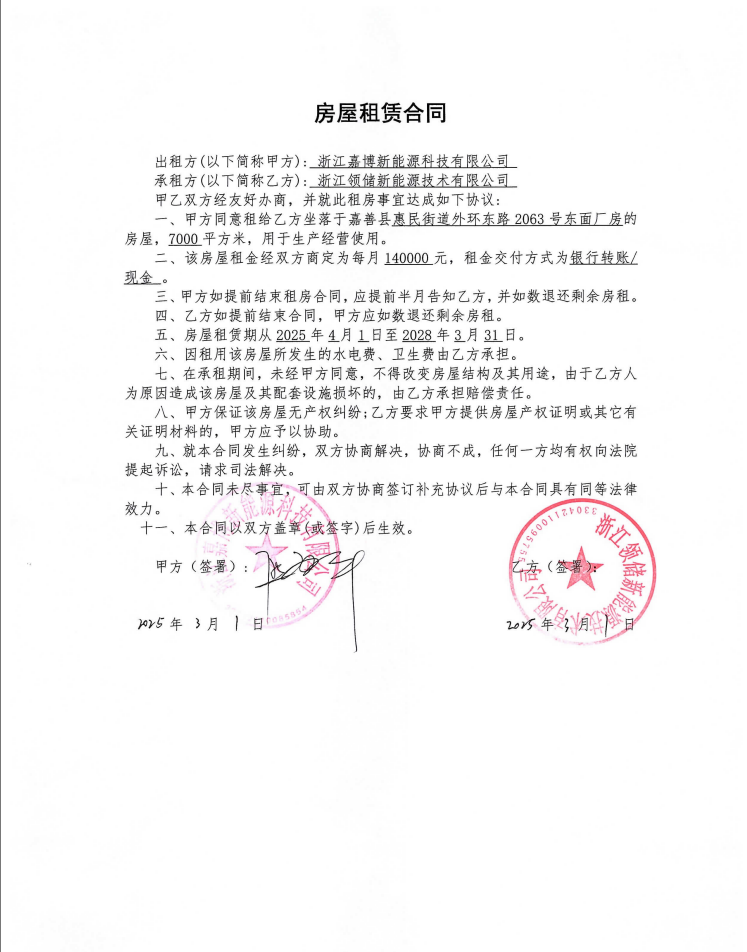 房屋租赁合同
出租方(以下简称甲方): 浙江嘉博新能源科技有限公司
承租方(以下简称乙方): 浙江领储新能源技术有限公司
甲乙双方经友好办商，并就此租房事宜达成如下协议:
一、甲方同意租给乙方坐落于嘉善县惠民街道外环东路 2063 号东面厂房的
房屋，7000 平方米，用于生产经营使用。
二、该房屋租金经双方商定为每月 140000 元，租金交付方式为银行转账/
现金 。
三、甲方如提前结束租房合同,应提前半月告知乙方,并如数退还剩余房租。
四、乙方如提前结束合同，甲方应如数退还剩余房租。
五、房屋租赁期从 2025 年 4 月 1 日至 2028 年 3 月 31 日。
六、因租用该房屋所发生的水电费、卫生费由乙方承担。
七、在承租期间，未经甲方同意，不得改变房屋结构及其用途，由于乙方人
为原因造成该房屋及其配套设施损坏的，由乙方承担赔偿责任。
八、甲方保证该房屋无产权纠纷;乙方要求甲方提供房屋产权证明或其它有
关证明材料的，甲方应予以协助。
九、就本合同发生纠纷，双方协商解决，协商不成，任何一方均有权向法院
提起诉讼，请求司法解决。
十、本合同未尽事宜，可由双方协商签订补充协议后与本合同具有同等法律
效力。
十一、本合同以双方盖章(或签字)后生效。
甲方（签署）: 乙方（签署）:
2025 年 3 月 1 日 2025 年 3 月 1 日
新能源科技有限公司
浙江领储新能源技术有限公司
33042110095755